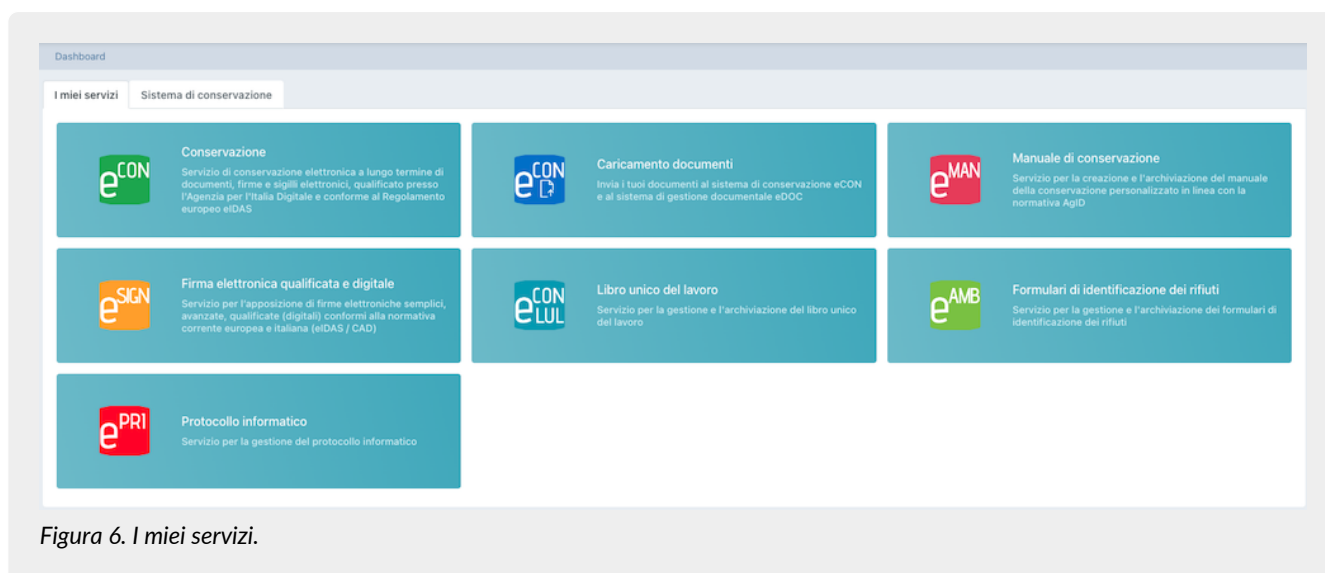 Dashboard
I miei servizi
Sistema di conservazione
eCON
Conservazione
Servizio di conservazione elettronica a lungo termine di
documenti, firme e sigilli elettronici, qualificato presso
l'Agenzia per l'Italia Digitale e conforme al Regolamento
europeo eIDAS
eCON
Caricamento documenti
Invia i tuoi documenti al sistema di conservazione eCON
e al sistema di gestione documentale eDOC
eMAN
Manuale di conservazione
Servizio per la creazione e l'archiviazione del manuale
della conservazione personalizzato in linea con la
normativa AgID
eSIGN
Firma elettronica qualificata e digitale
Servizio per l'apposizione di firme elettroniche semplici,
avanzate, qualificate (digitali) conformi alla normativa
corrente europea e italiana (eIDAS / CAD)
eCON
LUL
Libro unico del lavoro
Servizio per la gestione e l'archiviazione del libro unico
del lavoro
eAMB
Formulari di identificazione dei rifiuti
Servizio per la gestione e l'archiviazione dei formulari di
identificazione dei rifiuti
ePRI
Protocollo informatico
Servizio per la gestione del protocollo informatico
Figura 6. I miei servizi.